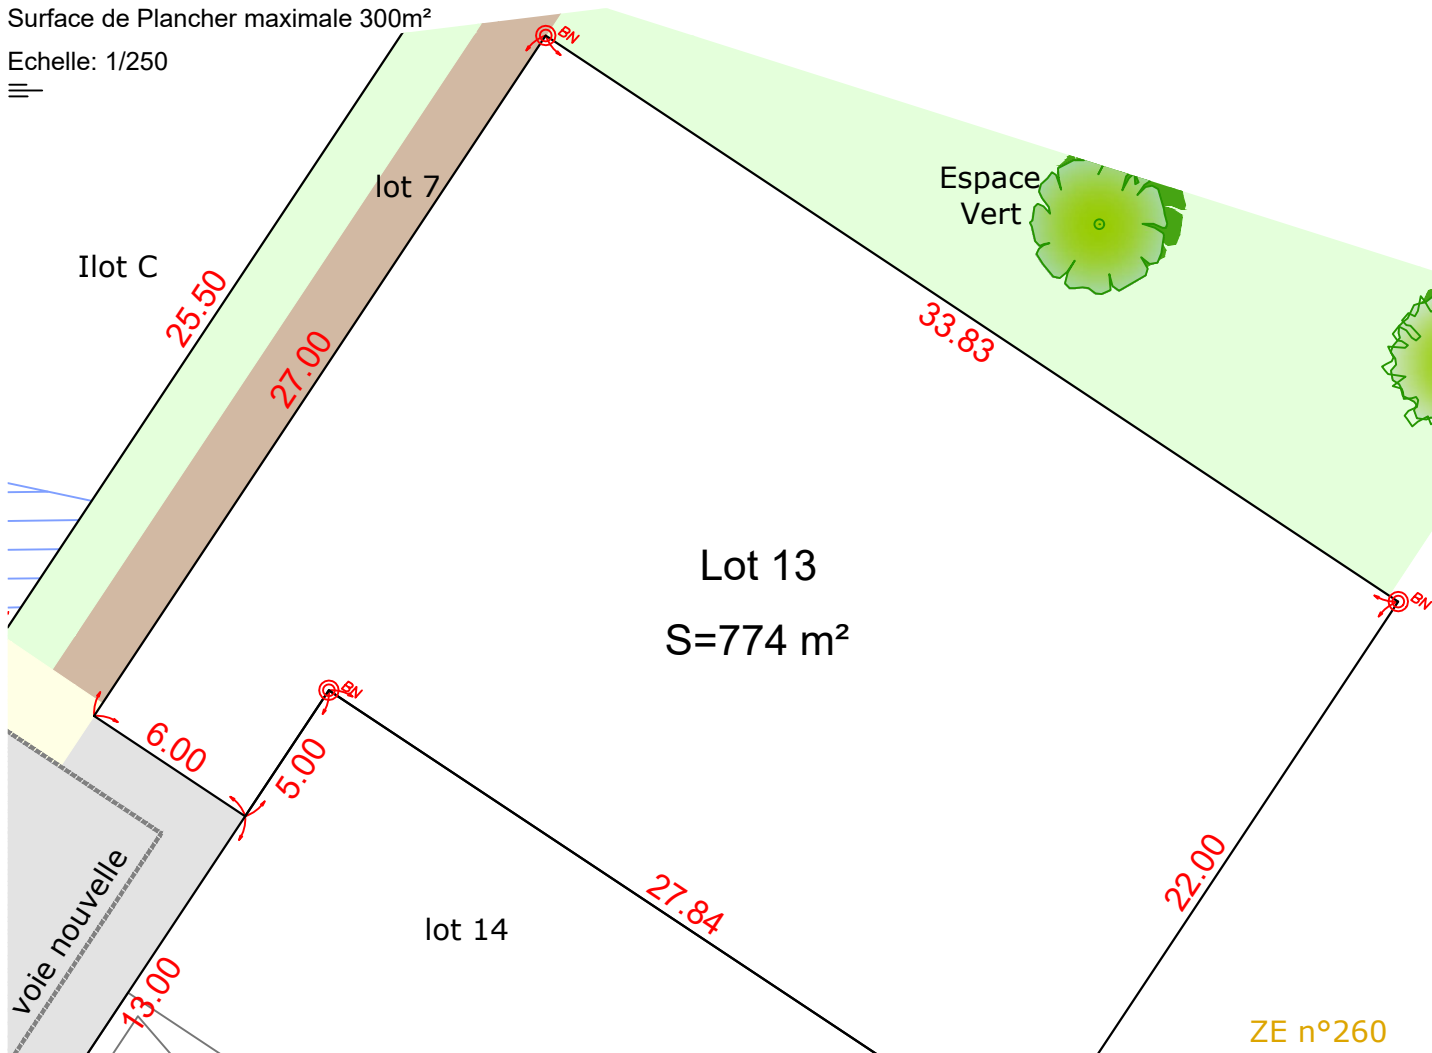 Surface de Plancher maximale 300m²
Echelle: 1/250
BN
lot 7
Espace
Vert
Ilot C
25.50
27.00
33.83
Lot 13
S=774 m²
BN
BN
6.00
5.00
22.00
27.84
voie nouvelle
lot 14
13.00
ZE n°260